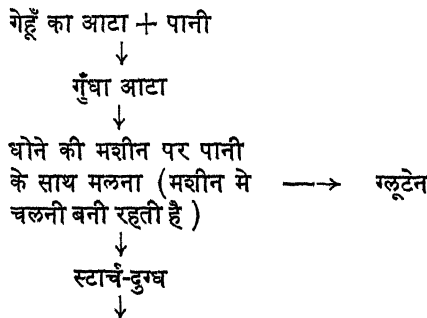 गेहूँ का आटा + पानी
↓
गुँधा आटा
↓
धोने की मशीन पर पानी
के साथ मलना (मशीन मे ⟶ ग्लूटेन
चलनी बनी रहती है)
↓
स्टार्च-दुग्ध
↓